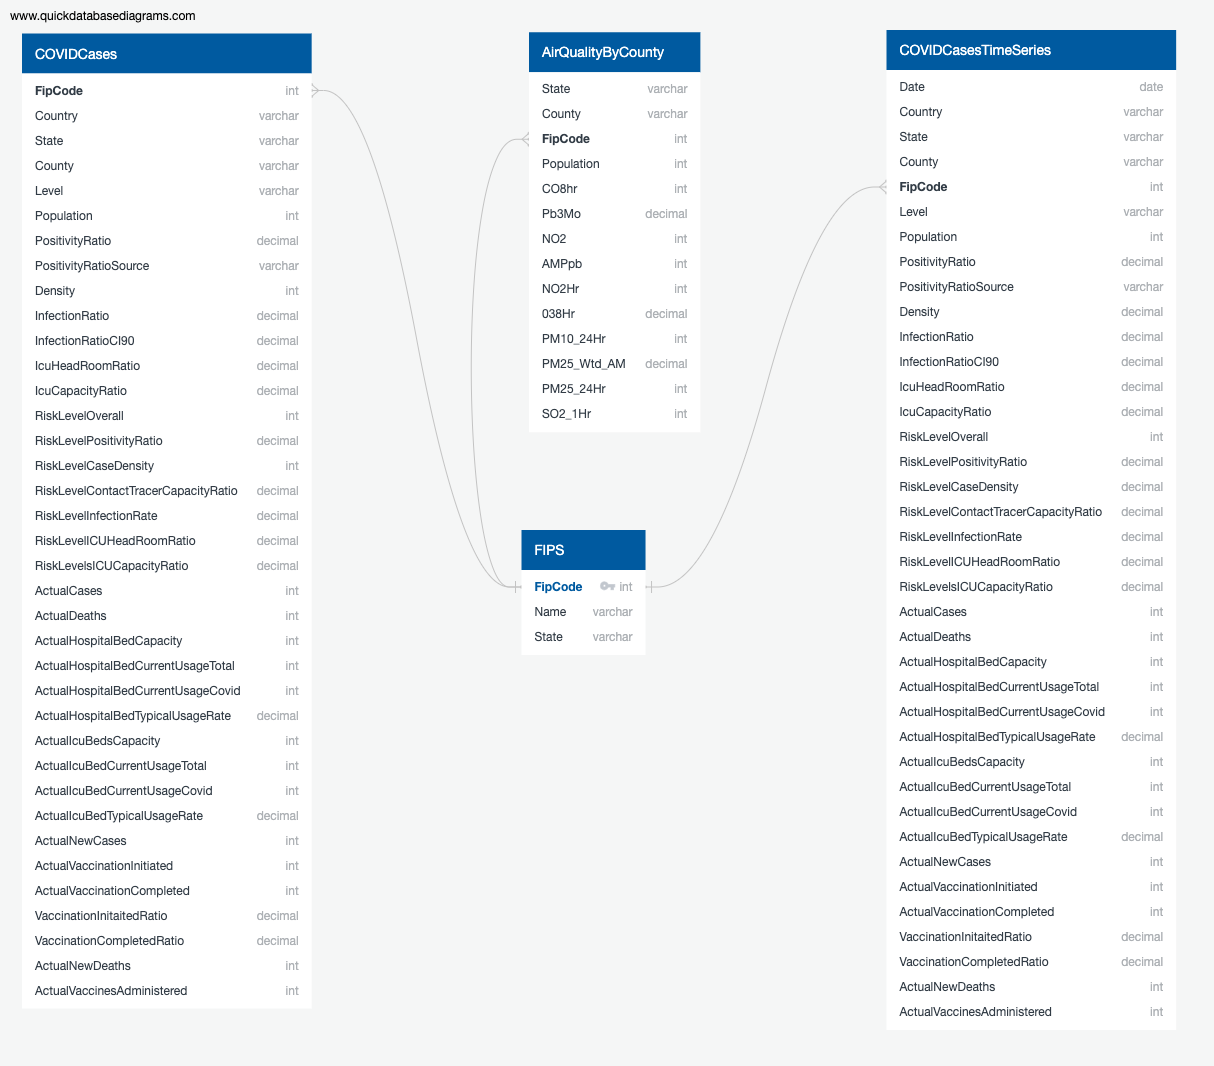 www.quickdatabasediagrams.com
COVIDCases
FipCode int
Country varchar
State varchar
County varchar
Level varchar
Population int
PositivityRatio decimal
PositivityRatioSource varchar
Density int
InfectionRatio decimal
InfectionRatioCI90 decimal
IcuHeadRoomRatio decimal
IcuCapacityRatio decimal
RiskLevelOverall int
RiskLevelPositivityRatio decimal
RiskLevelCaseDensity int
RiskLevelContactTracerCapacityRatio decimal
RiskLevelInfectionRate decimal
RiskLevelICUHeadRoomRatio decimal
RiskLevelsICUCapacityRatio decimal
ActualCases int
ActualDeaths int
ActualHospitalBedCapacity int
ActualHospitalBedCurrentUsageTotal int
ActualHospitalBedCurrentUsageCovid int
ActualHospitalBedTypicalUsageRate decimal
ActualIcuBedsCapacity int
ActualIcuBedCurrentUsageTotal int
ActualIcuBedCurrentUsageCovid int
ActualIcuBedTypicalUsageRate decimal
ActualNewCases int
ActualVaccinationInitiated int
ActualVaccinationCompleted int
VaccinationInitaitedRatio decimal
VaccinationCompletedRatio decimal
ActualNewDeaths int
ActualVaccinesAdministered int
AirQualityByCounty
State varchar
County varchar
FipCode int
Population int
CO8hr int
Pb3Mo decimal
NO2 int
AMPpb int
NO2Hr int
038Hr decimal
PM10_24Hr int
PM25_Wtd_AM decimal
PM25_24Hr int
SO2_1Hr int
FIPS
FipCode int
Name varchar
State varchar
COVIDCasesTimeSeries
Date date
Country varchar
State varchar
County varchar
FipCode int
Level varchar
Population int
PositivityRatio decimal
PositivityRatioSource varchar
Density decimal
InfectionRatio decimal
InfectionRatioCI90 decimal
IcuHeadRoomRatio decimal
IcuCapacityRatio decimal
RiskLevelOverall int
RiskLevelPositivityRatio decimal
RiskLevelCaseDensity decimal
RiskLevelContactTracerCapacityRatio decimal
RiskLevelInfectionRate decimal
RiskLevelICUHeadRoomRatio decimal
RiskLevelsICUCapacityRatio decimal
ActualCases int
ActualDeaths int
ActualHospitalBedCapacity int
ActualHospitalBedCurrentUsageTotal int
ActualHospitalBedCurrentUsageCovid int
ActualHospitalBedTypicalUsageRate decimal
ActualIcuBedsCapacity int
ActualIcuBedCurrentUsageTotal int
ActualIcuBedCurrentUsageCovid int
ActualIcuBedTypicalUsageRate decimal
ActualNewCases int
ActualVaccinationInitiated int
ActualVaccinationCompleted int
VaccinationInitaitedRatio decimal
VaccinationCompletedRatio decimal
ActualNewDeaths int
ActualVaccinesAdministered int